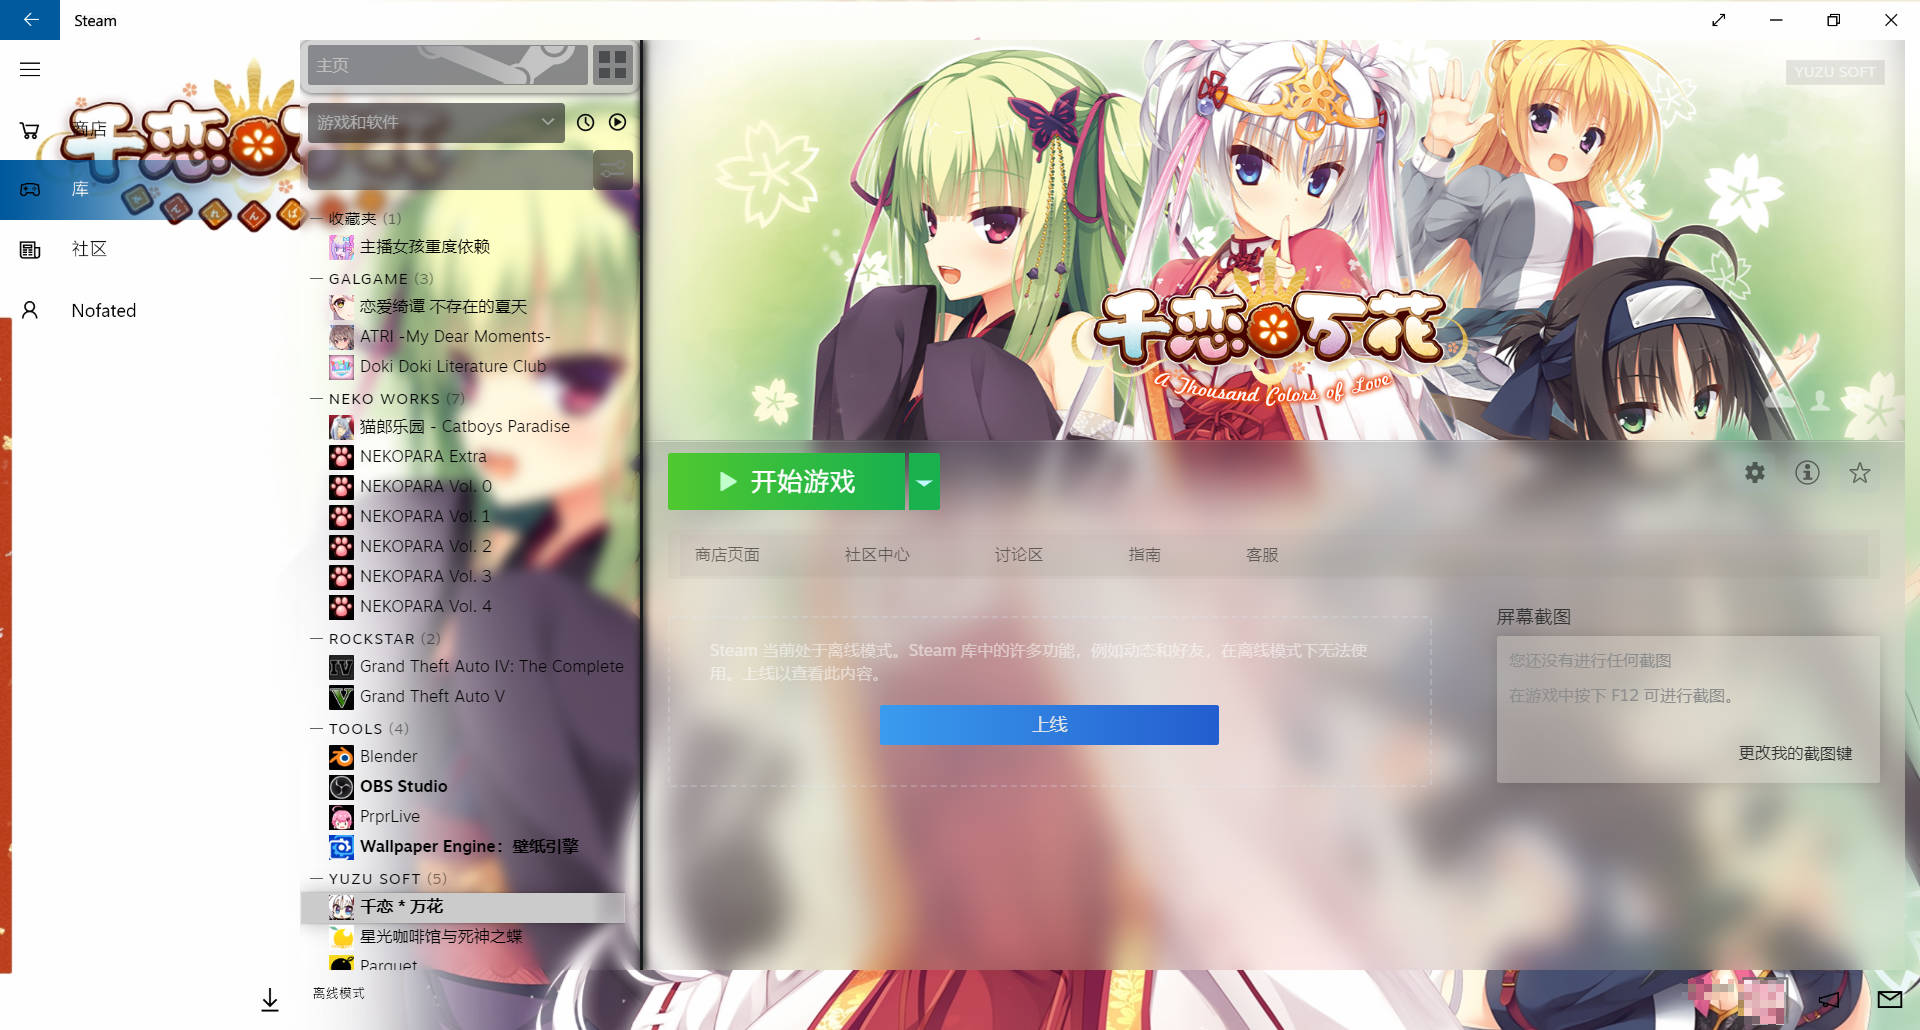 Steam
商店
库
社区
Nofated
主页
游戏和软件
收藏夹 (1)
主播女孩重度依赖
GALGAME (3)
恋爱绮谭 不存在的夏天
ATRI -My Dear Moments-
Doki Doki Literature Club
NEKO WORKS (7)
猫郎乐园 - Catboys Paradise
NEKOPARA Extra
NEKOPARA Vol. 0
NEKOPARA Vol. 1
NEKOPARA Vol. 2
NEKOPARA Vol. 3
NEKOPARA Vol. 4
ROCKSTAR (2)
Grand Theft Auto IV: The Complete
Grand Theft Auto V
TOOLS (4)
Blender
OBS Studio
PrprLive
Wallpaper Engine：壁纸引擎
YUZU SOFT (5)
千恋 * 万花
星光咖啡馆与死神之蝶
Parquet
离线模式
千恋
せんれんば
YUZU SOFT
千恋万花
A Thousand Colors of Love
开始游戏
商店页面
社区中心
讨论区
指南
客服
Steam 当前处于离线模式。Steam 库中的许多功能，例如动态和好友，在离线模式下无法使
用。上线以查看此内容。
上线
屏幕截图
您还没有进行任何截图
在游戏中按下 F12 可进行截图。
更改我的截图键